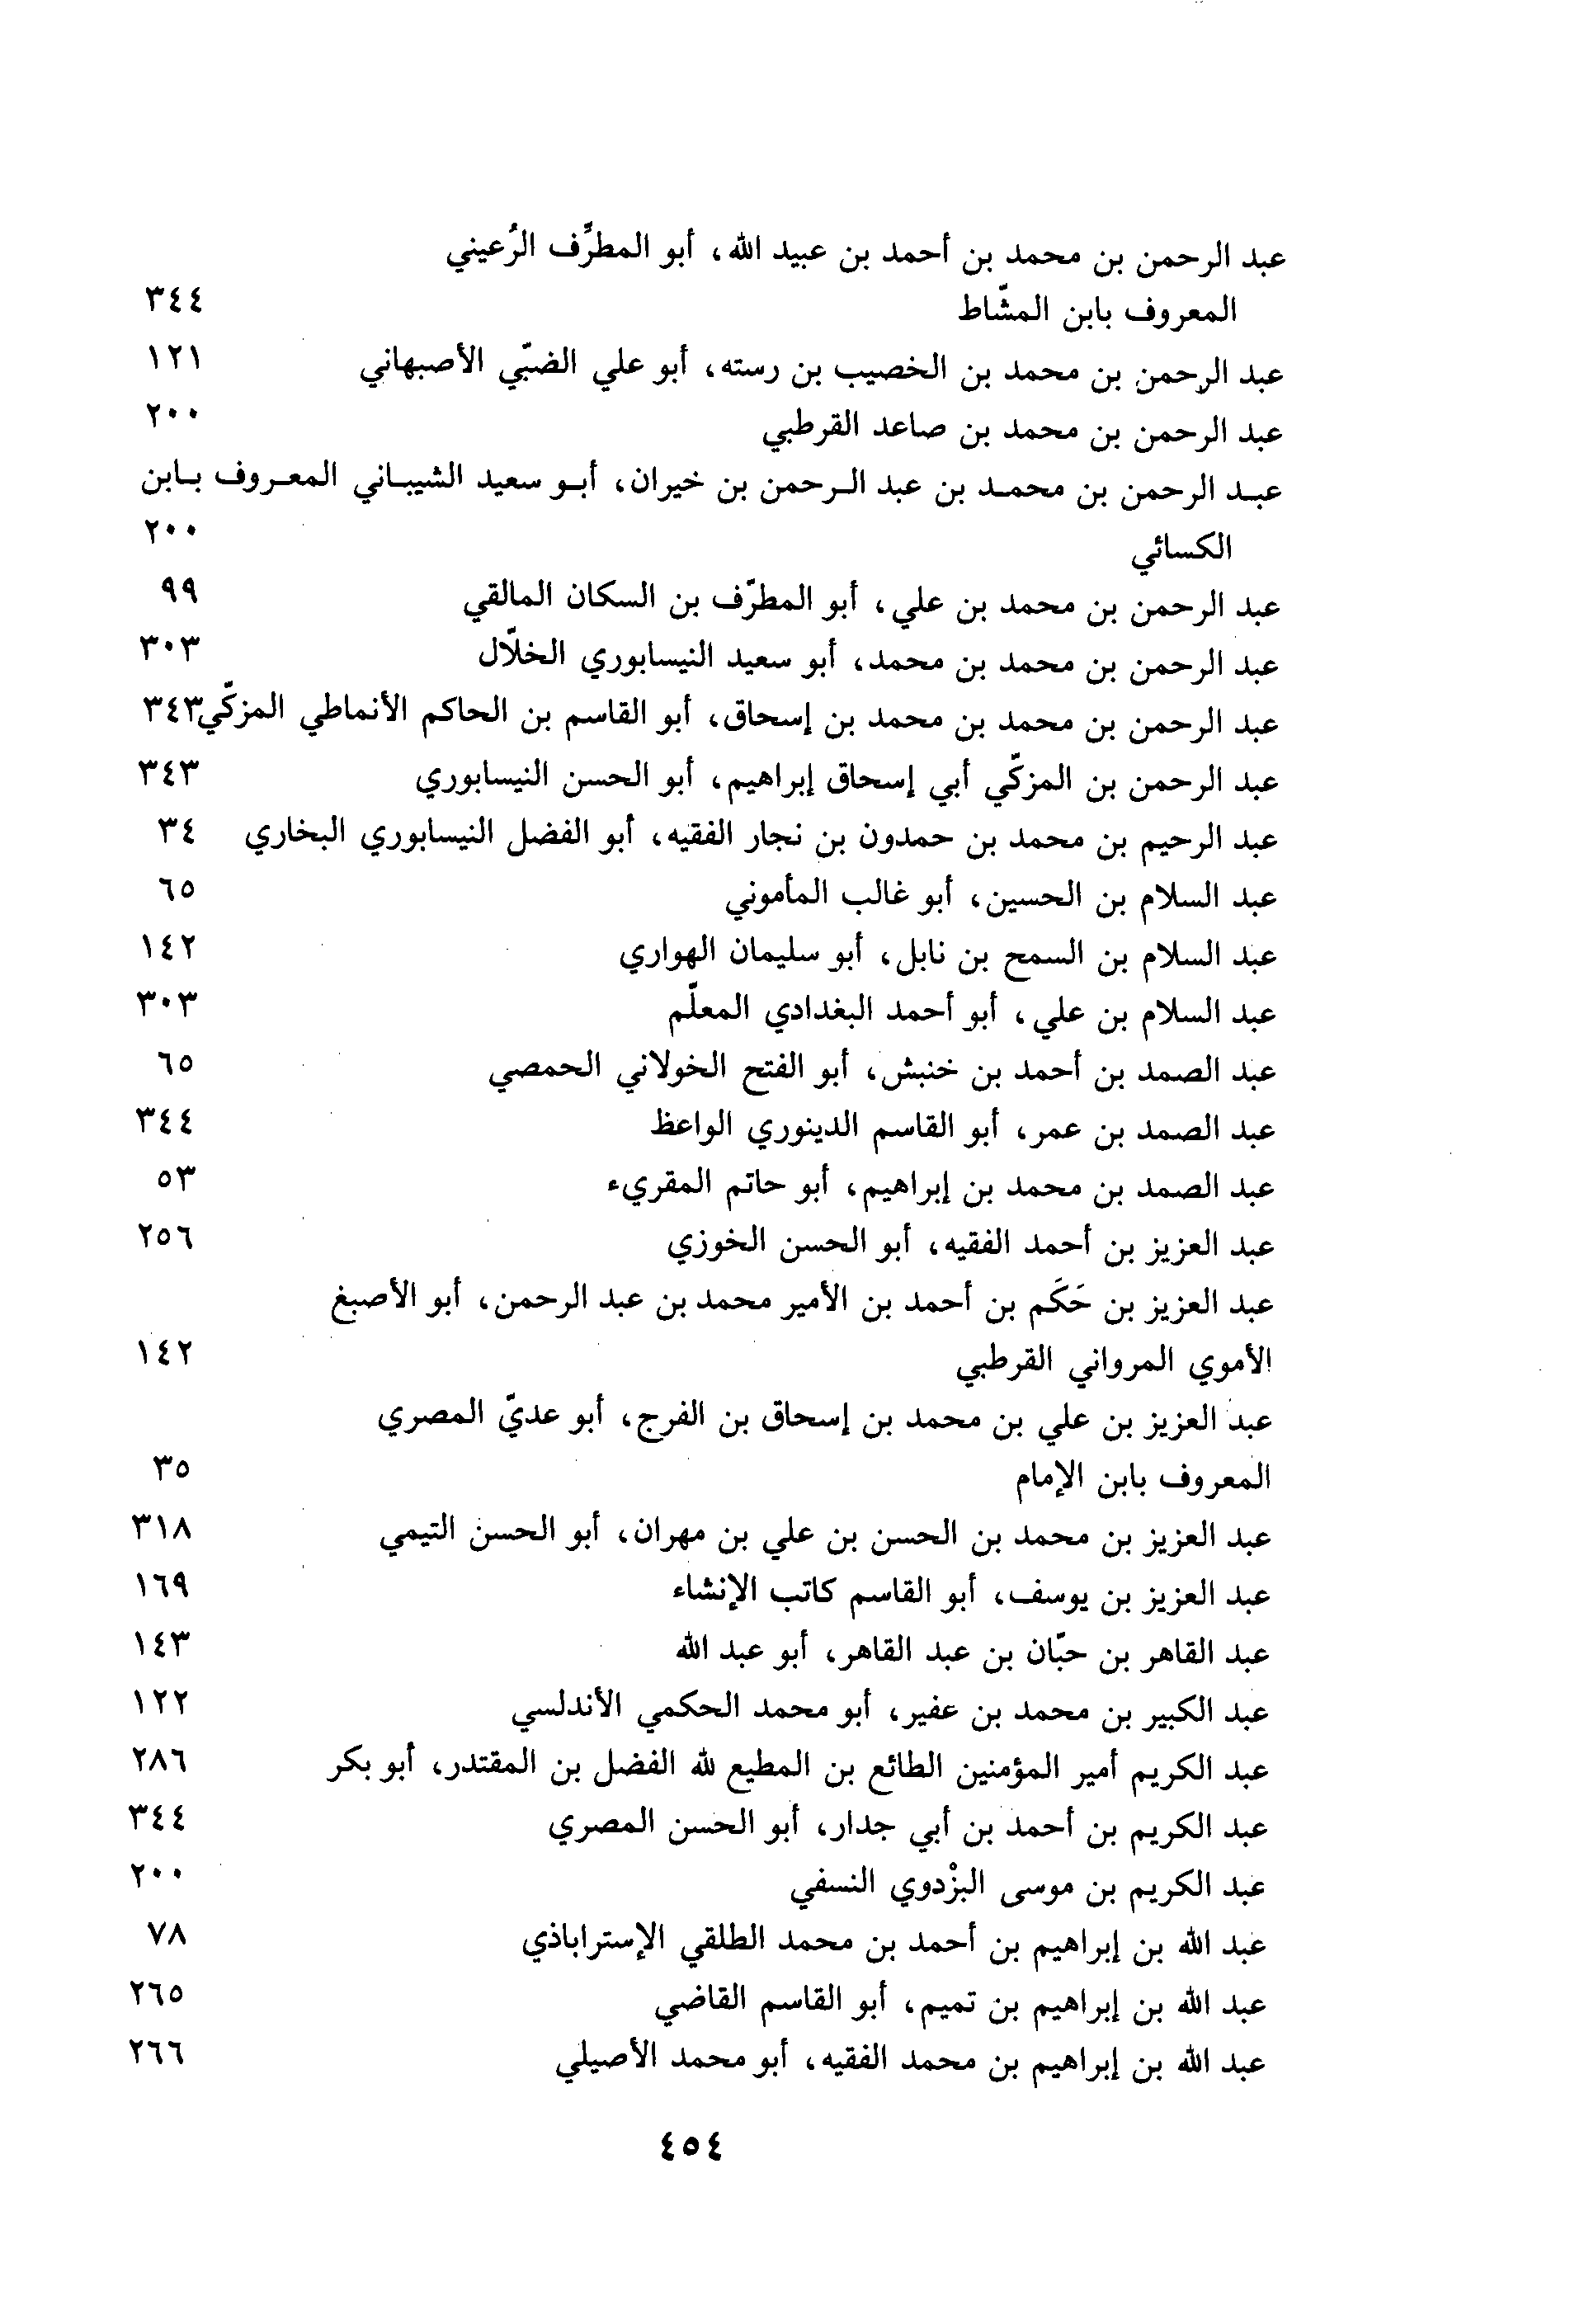 عبد الرحمن بن محمد بن أحمد بن عبيد الله، أبو المطرِّف الرُعيني
المعروف بابن المشّاط ٣٤٤
عبد الرحمن بن محمد بن الخصيب بن رسته، أبو علي الضبّي الأصبهاني ١٢١
عبد الرحمن بن محمد بن صاعد القرطبي ٢٠٠
عبـد الرحمن بن محمـد بن عبد الـرحمن بن خيران، أبـو سعيد الشيبـاني المعـروف بـابن
الكسائي ٢٠٠
عبد الرحمن بن محمد بن علي، أبو المطرّف بن السكان المالقي ٩٩
عبد الرحمن بن محمد بن محمد، أبو سعيد النيسابوري الخلّال ٣٠٣
عبد الرحمن بن محمد بن محمد بن إسحاق، أبو القاسم بن الحاكم الأنماطي المزكّي ٣٤٣
عبد الرحمن بن المزكّي أبي إسحاق إبراهيم، أبو الحسن النيسابوري ٣٤٣
عبد الرحيم بن محمد بن حمدون بن نجار الفقيه، أبو الفضل النيسابوري البخاري ٣٤
عبد السلام بن الحسين، أبو غالب المأموني ٦٥
عبد السلام بن السمح بن نابل، أبو سليمان الهواري ١٤٢
عبد السلام بن علي، أبو أحمد البغدادي المعلّم ٣٠٣
عبد الصمد بن أحمد بن خنبش، أبو الفتح الخولاني الحمصي ٦٥
عبد الصمد بن عمر، أبو القاسم الدينوري الواعظ ٣٤٤
عبد الصمد بن محمد بن إبراهيم، أبو حاتم المقريء ٥٣
عبد العزيز بن أحمد الفقيه، أبو الحسن الخوزي ٢٥٦
عبد العزيز بن حَكَم بن أحمد بن الأمير محمد بن عبد الرحمن، أبو الأصبغ
الأموي المرواني القرطبي ١٤٢
عبد العزيز بن علي بن محمد بن إسحاق بن الفرج، أبو عديّ المصري
المعروف بابن الإمام ٣٥
عبد العزيز بن محمد بن الحسن بن علي بن مهران، أبو الحسن التيمي ٣١٨
عبد العزيز بن يوسف، أبو القاسم كاتب الإنشاء ١٦٩
عبد القاهر بن حبّان بن عبد القاهر، أبو عبد الله ١٤٣
عبد الكبير بن محمد بن عفير، أبو محمد الحكمي الأندلسي ١٢٢
عبد الكريم أمير المؤمنين الطائع بن المطيع لله الفضل بن المقتدر، أبو بكر ٢٨٦
عبد الكريم بن أحمد بن أبي جدار، أبو الحسن المصري ٣٤٤
عبد الكريم بن موسى البزْدوي النسفي ٢٠٠
عبد الله بن إبراهيم بن أحمد بن محمد الطلقي الإستراباذي ٧٨
عبد الله بن إبراهيم بن تميم، أبو القاسم القاضي ٢٦٥
عبد الله بن إبراهيم بن محمد الفقيه، أبو محمد الأصيلي ٢٦٦
٤٥٤